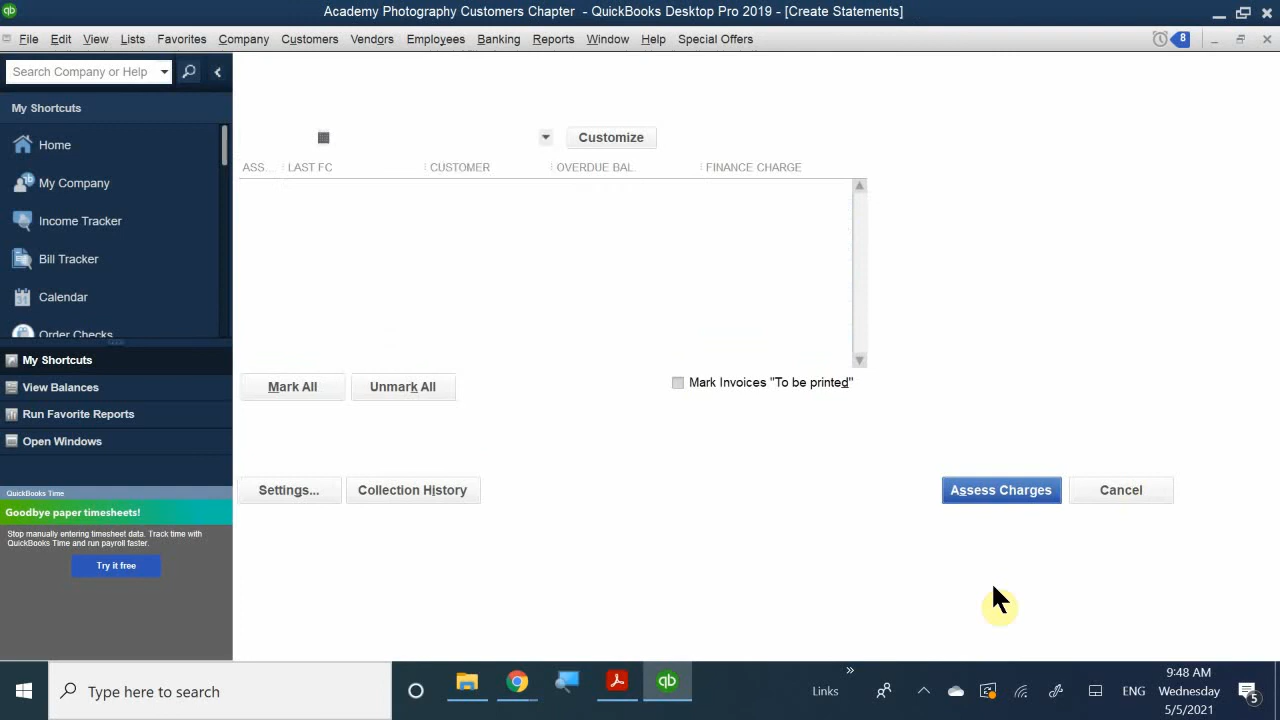 Academy Photography Customers Chapter - QuickBooks Desktop Pro 2019 - [Create Statements]
File Edit View Lists Favorites Company Customers Vendors Employees Banking Reports Window Help Special Offers
8
Search Company or Help
My Shortcuts
Home
My Company
Income Tracker
Bill Tracker
Calendar
Order Checks
My Shortcuts
View Balances
Run Favorite Reports
Open Windows
QuickBooks Time
Goodbye paper timesheets!
Stop manually entering timesheet data. Track time with
QuickBooks Time and run payroll faster.
Try it free
Customize
ASS... LAST FC CUSTOMER OVERDUE BAL. FINANCE CHARGE
Mark All Unmark All
Mark Invoices "To be printed"
Settings... Collection History
Assess Charges Cancel
Type here to search
Links
ENG
9:48 AM
Wednesday
5/5/2021
5